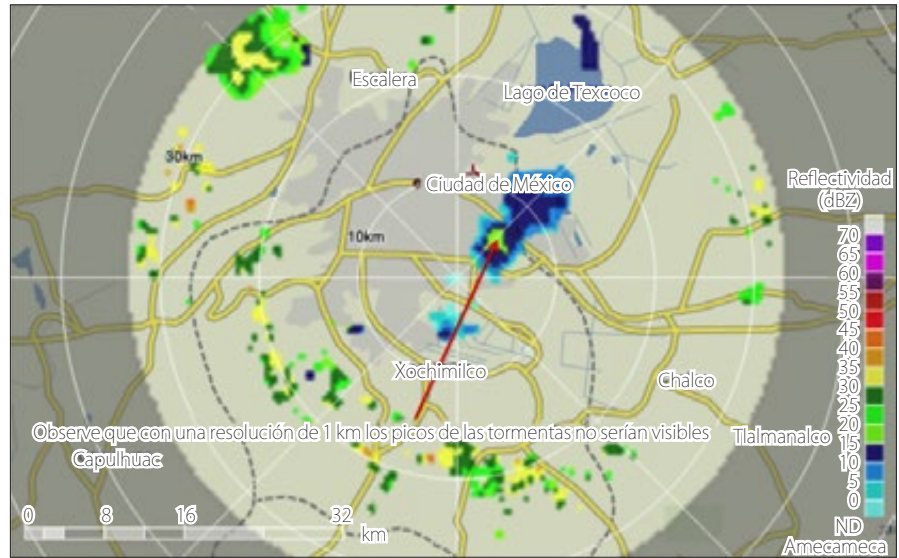 Escalera
Lago de Texcoco
30km
Ciudad de México
Reflectividad
(dBZ)
10km
70
65
60
55
50
45
40
35
30
25
20
15
10
5
0
ND
Xochimilco
Chalco
Observe que con una resolución de 1 km los picos de las tormentas no serían visibles
Tlalmanalco
Capulhuac
0 8 16 32
km
Amecameca